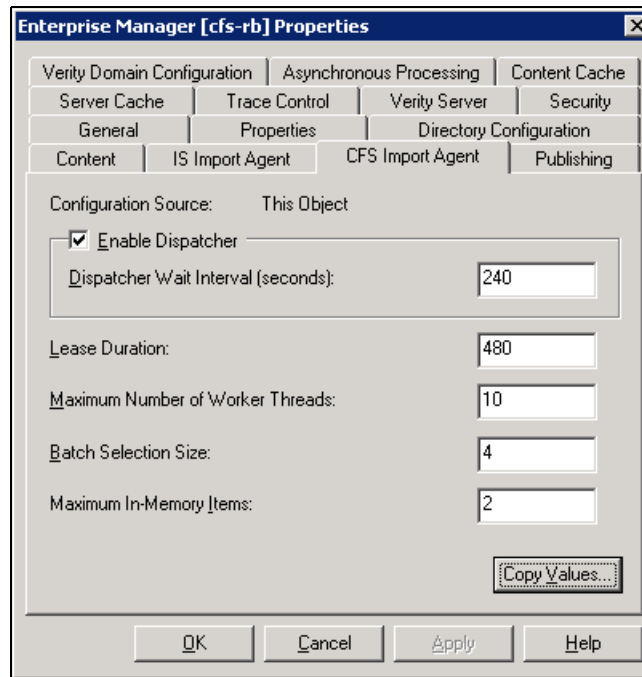 Enterprise Manager [cfs-rb] Properties
Verity Domain Configuration Asynchronous Processing Content Cache
Server Cache Trace Control Verity Server Security
General Properties Directory Configuration
Content IS Import Agent CFS Import Agent Publishing
Configuration Source: This Object
Enable Dispatcher
Dispatcher Wait Interval (seconds): 240
Lease Duration: 480
Maximum Number of Worker Threads: 10
Batch Selection Size: 4
Maximum In-Memory Items: 2
Copy Values...
OK Cancel Apply Help